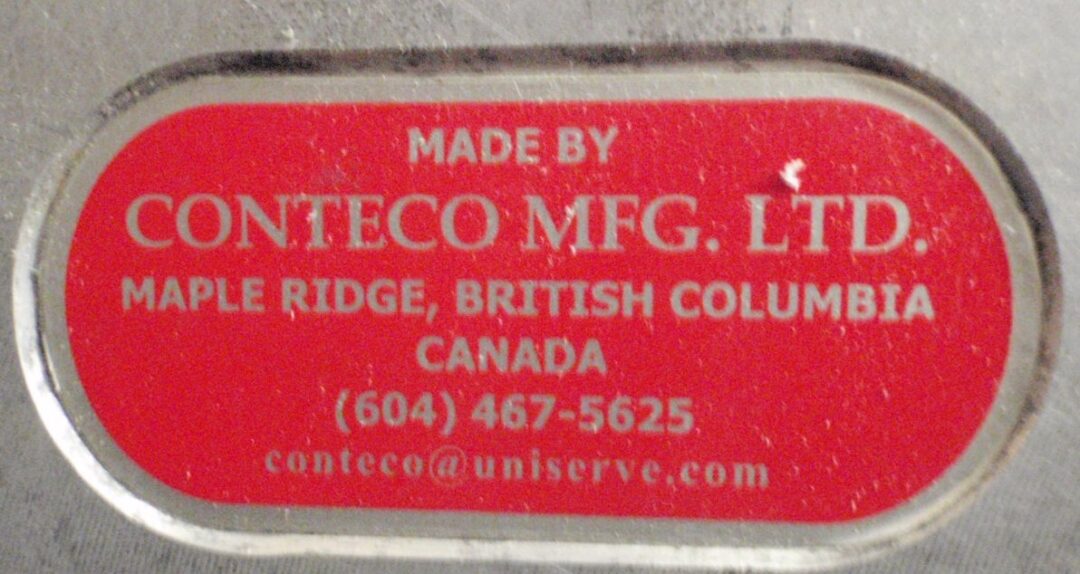 MADE BY
CONTECO MFG. LTD.
MAPLE RIDGE, BRITISH COLUMBIA
CANADA
(604) 467-5625
conteco@uniserve.com